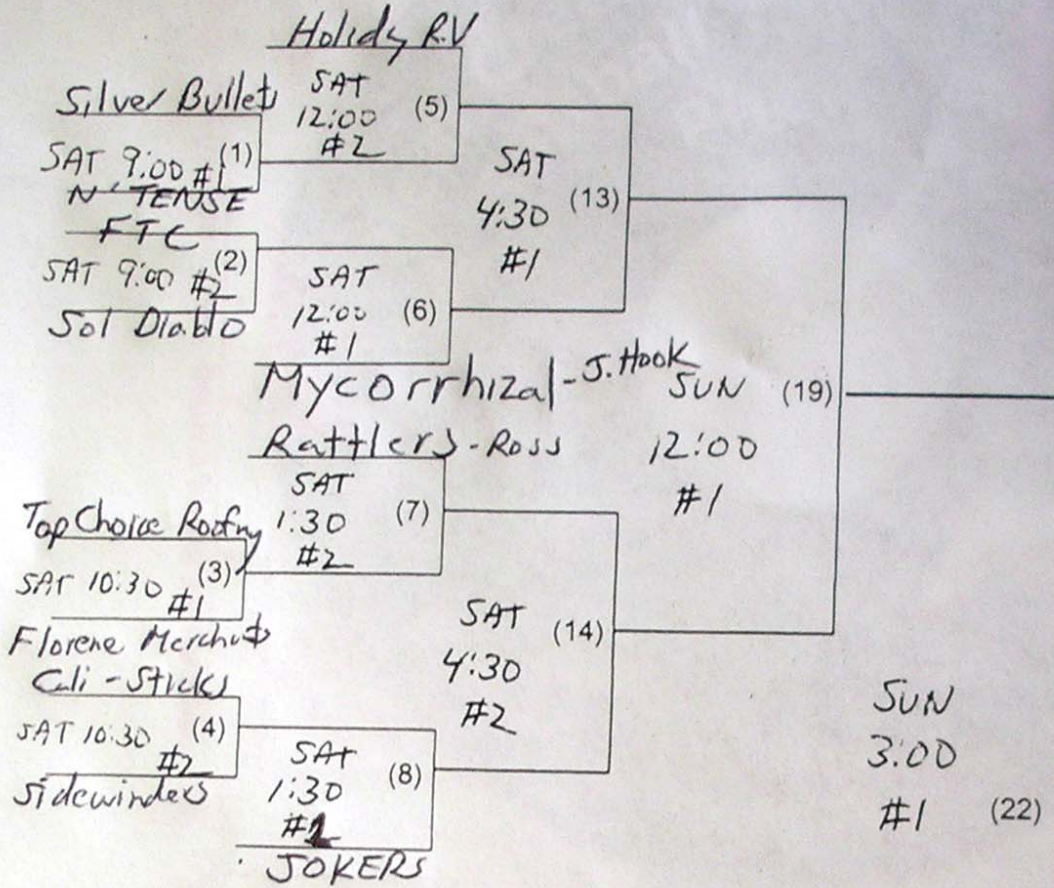 Holidy R.V
SAT
12:00 (5)
#2
Silver Bullets
SAT 9:00 #1 (1)
N'TENSE
FTC
SAT 9:00 #2 (2)
Sol Diablo
SAT
12:00 (6)
#1
Mycorrhizal - J. Hook
SAT
4:30 (13)
#1
Rattlers - Ross
SAT
1:30 (7)
#2
Top Choice Roofng
SAT 10:30 #1 (3)
Florene Merchnts
Cali - Sticks
SAT 10:30 #2 (4)
Sidewinders
SAT
1:30 (8)
JOKERS
SAT
4:30 (14)
#2
SUN (19)
12:00
#1
SUN
3:00
#1 (22)